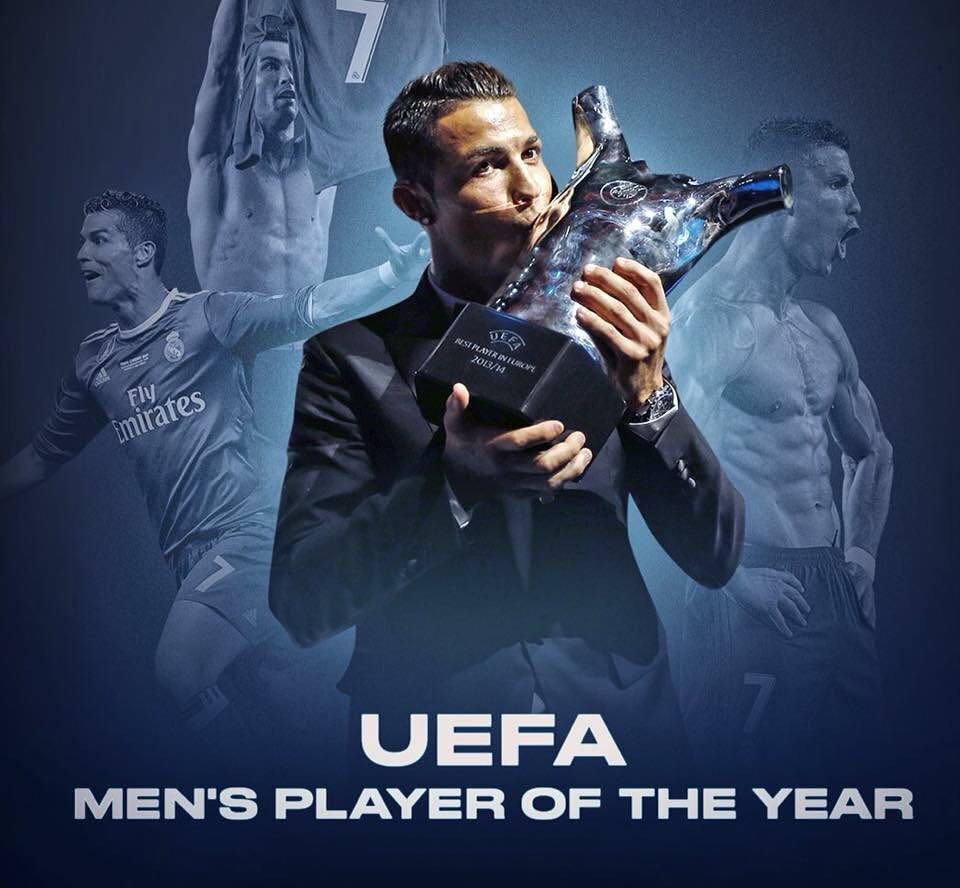 7
Fly
Emirates
7
UEFA
BEST PLAYER IN EUROPE
2013/14
7
UEFA
MEN'S PLAYER OF THE YEAR